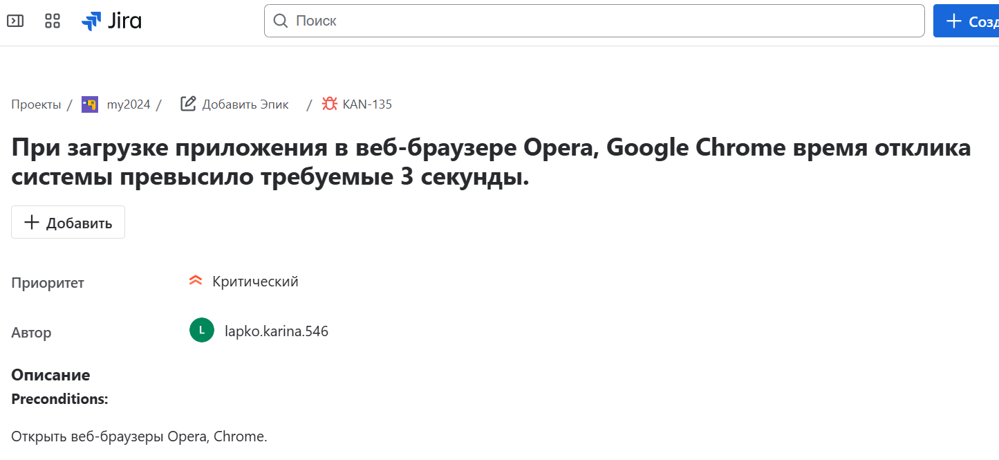 Jira
Поиск
Проекты / my2024 / Добавить Эпик / KAN-135
При загрузке приложения в веб-браузере Opera, Google Chrome время отклика
системы превысило требуемые 3 секунды.
Добавить
Приоритет Критический
Автор L lapko.karina.546
Описание
Preconditions:
Открыть веб-браузеры Opera, Chrome.